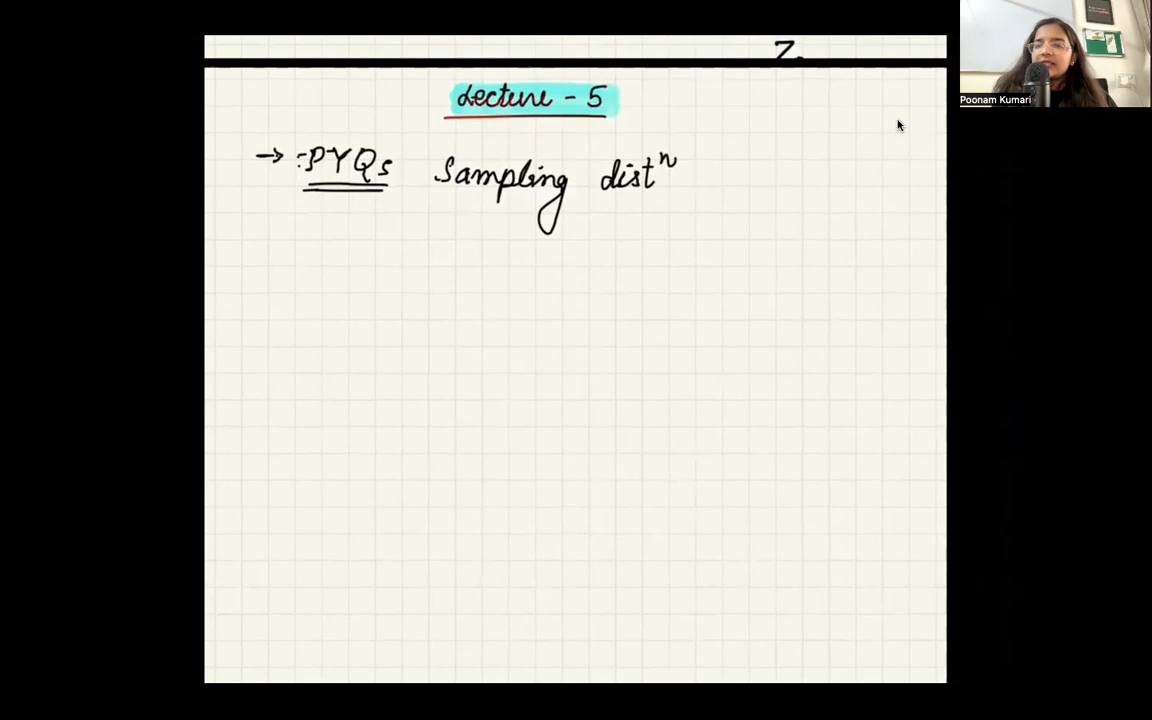 Lecture - 5
→ PYQs Sampling distⁿ
Poonam Kumari